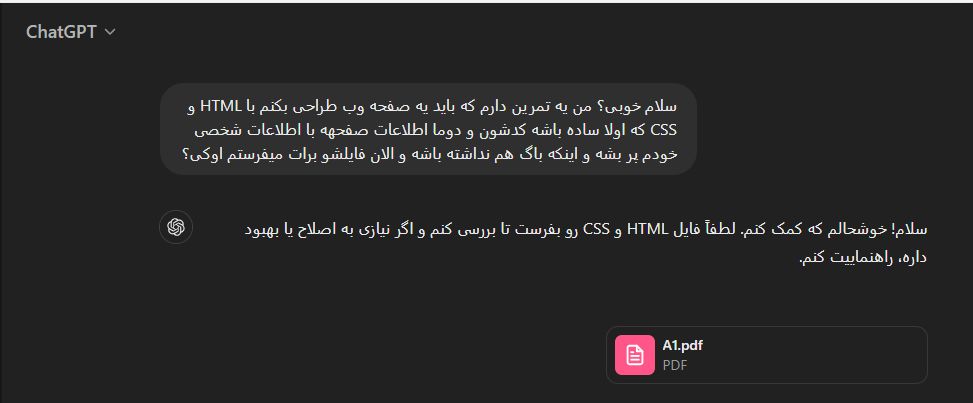 ChatGPT
سلام خوبی؟ من یه تمرین دارم که باید یه صفحه وب طراحی بکنم با HTML و
CSS که اولا ساده باشه کدشون و دوما اطلاعات صفحهه با اطلاعات شخصی
خودم پر بشه و اینکه باگ هم نداشته باشه و الان فایلشو برات میفرستم اوکی؟
سلام! خوشحالم که کمک کنم. لطفاً فایل HTML و CSS رو بفرست تا بررسی کنم و اگر نیازی به اصلاح یا بهبود
داره، راهنماییت کنم.
A1.pdf
PDF